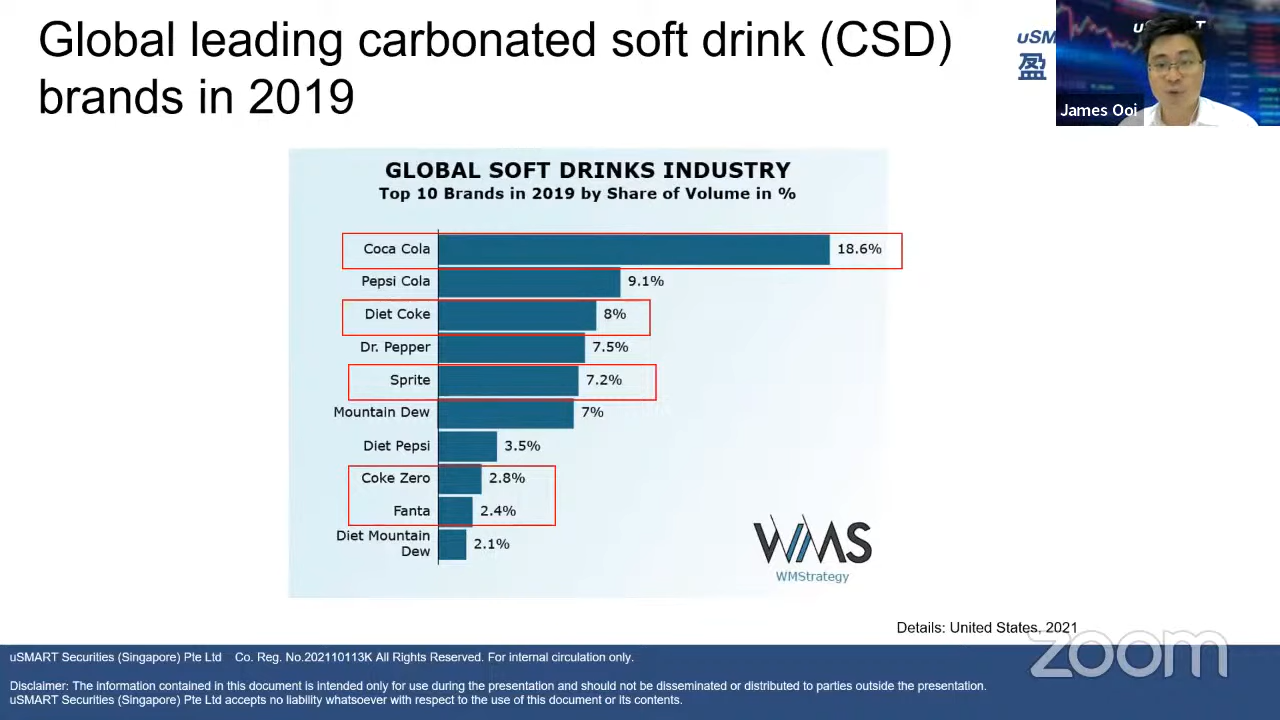 Global leading carbonated soft drink (CSD)
brands in 2019
盈
James Ooi
GLOBAL SOFT DRINKS INDUSTRY
Top 10 Brands in 2019 by Share of Volume in %
Coca Cola 18.6%
Pepsi Cola 9.1%
Diet Coke 8%
Dr. Pepper 7.5%
Sprite 7.2%
Mountain Dew 7%
Diet Pepsi 3.5%
Coke Zero 2.8%
Fanta 2.4%
Diet Mountain
Dew 2.1%
WMS
WMStrategy
Details: United States, 2021
zoom
uSMART Securities (Singapore) Pte Ltd Co. Reg. No.202110113K All Rights Reserved. For internal circulation only.
Disclaimer: The information contained in this document is intended only for use during the presentation and should not be disseminated or distributed to parties outside the presentation.
uSMART Securities (Singapore) Pte Ltd accepts no liability whatsoever with respect to the use of this document or its contents.